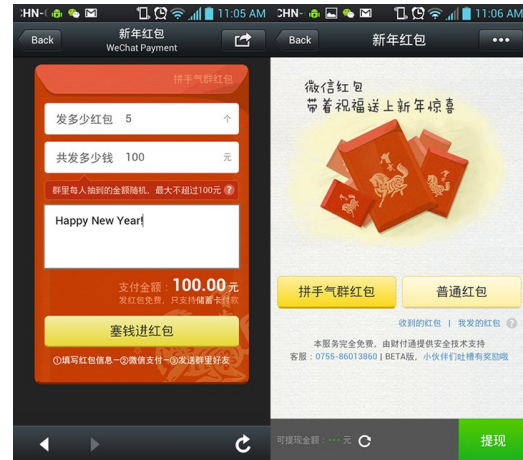 CHN-
11:05 AM
Back
新年红包
WeChat Payment
拼手气群红包
发多少红包 5 个
共发多少钱 100 元
群里每人抽到的金额随机，最大不超过100元 ?
Happy New Year!
支付金额：100.00元
发红包免费，只支持储蓄卡付款
塞钱进红包
①填写红包信息–②微信支付–③发送群里好友
CHN-
11:06 AM
Back
新年红包
微信红包
带着祝福送上新年惊喜
拼手气群红包
普通红包
收到的红包 | 我发的红包 ?
本服务完全免费，由财付通提供安全技术支持
客服：0755-86013860 | BETA版，小伙伴们吐槽有奖励哦
可提现金额：··· 元
提现